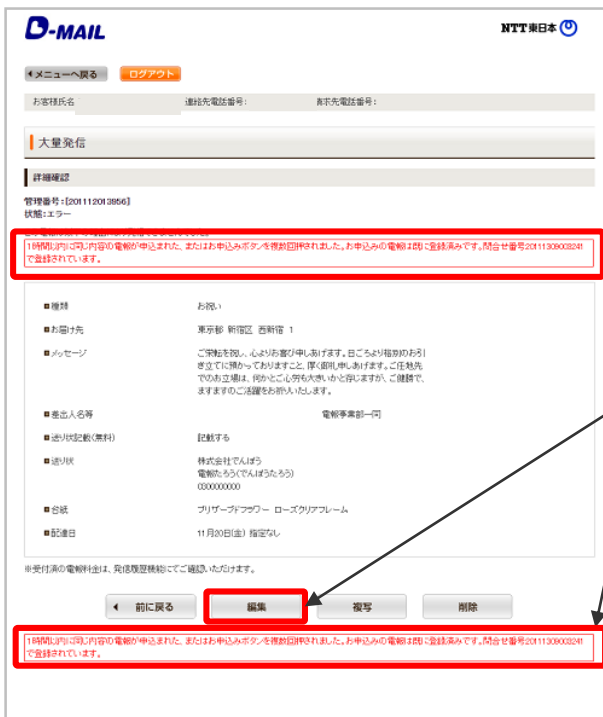 D-MAIL
NTT東日本
メニューへ戻る ログアウト
お客様氏名 連絡先電話番号: 請求先電話番号:
大量発信
詳細確認
管理番号:[201112013956]
状態:エラー
1時間以内に同じ内容の電報が申込まれた、またはお申込みボタンを複数回押されました。お申込みの電報は既に登録済みです。問合せ番号20111309003241
で登録されています。
■種類 お祝い
■お届け先 東京都 新宿区 西新宿 1
■メッセージ ご栄転を祝し、心よりお喜び申しあげます。日ごろより格別のお引
き立てに預かっておりますこと、厚く御礼申しあげます。ご任地先
でのお立場は、何かとご心労も大きいかと存じますが、ご健勝で、
ますますのご活躍をお祈りいたします。
■差出人名等 電報事業部一同
■送り状記載(無料) 記載する
■送り状 株式会社でんぽう
電報たろう(でんぽうたろう)
0300000000
■台紙 プリザーブドフラワー ローズクリアフレーム
■配達日 11月20日(金) 指定なし
※受付済の電報料金は、発信履歴機能にてご確認いただけます。
前に戻る 編集 複写 削除
1時間以内に同じ内容の電報が申込まれた、またはお申込みボタンを複数回押されました。お申込みの電報は既に登録済みです。問合せ番号20111309003241
で登録されています。